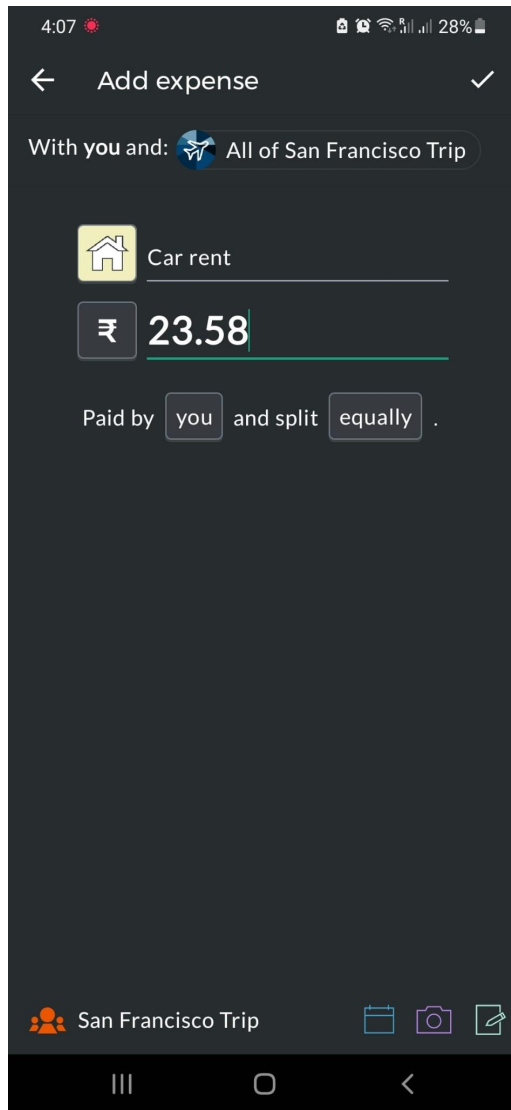 4:07 28%
Add expense
With you and: All of San Francisco Trip
Car rent
₹ 23.58
Paid by you and split equally .
San Francisco Trip